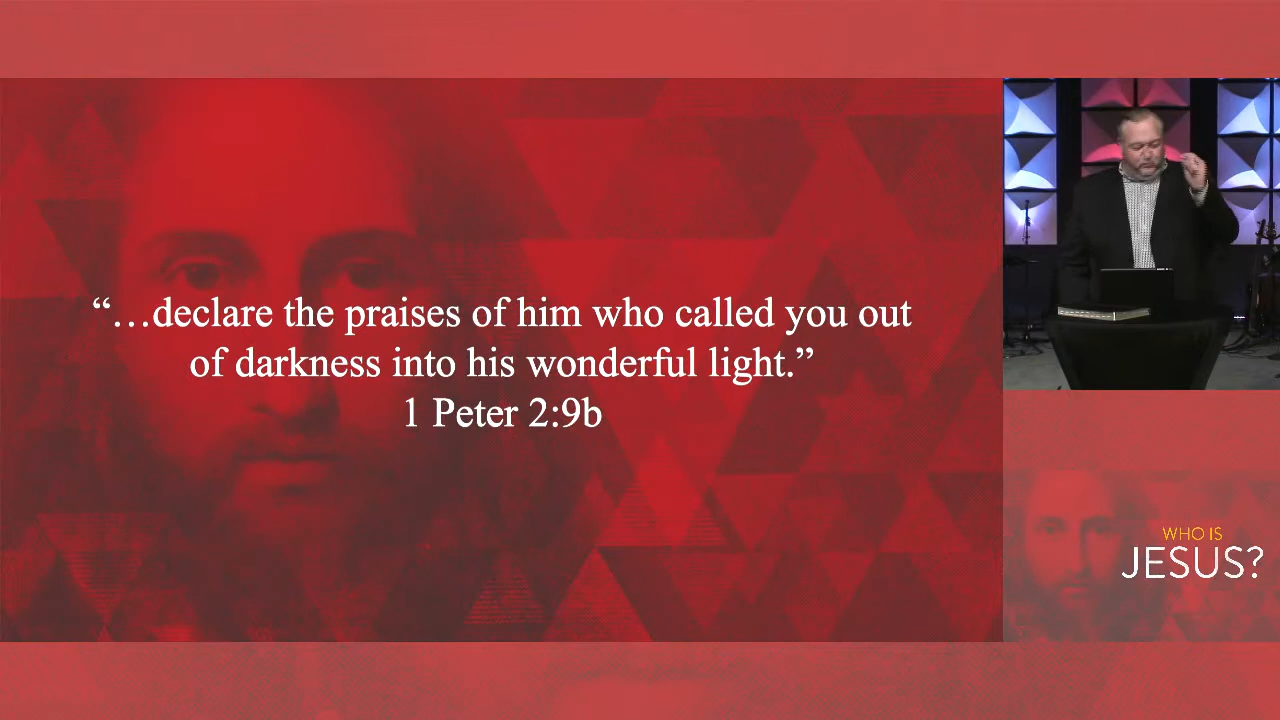 “…declare the praises of him who called you out
of darkness into his wonderful light.”
1 Peter 2:9b
WHO IS
JESUS?